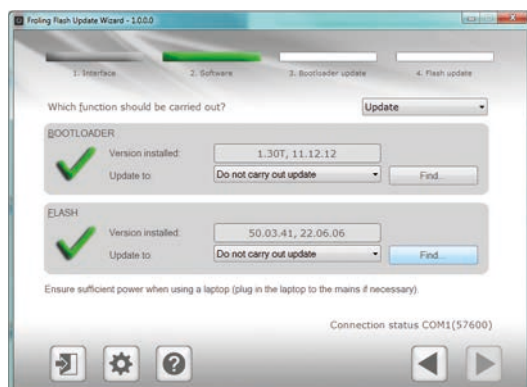 Froling Flash Update Wizard - 1.0.0.0
1. Interface
2. Software
3. Bootloader update
4. Flash update
Which function should be carried out?
Update
BOOTLOADER
Version installed:
1.30T, 11.12.12
Update to:
Do not carry out update
Find...
FLASH
Version installed:
50.03.41, 22.06.06
Update to:
Do not carry out update
Find...
Ensure sufficient power when using a laptop (plug in the laptop to the mains if necessary).
Connection status COM1(57600)